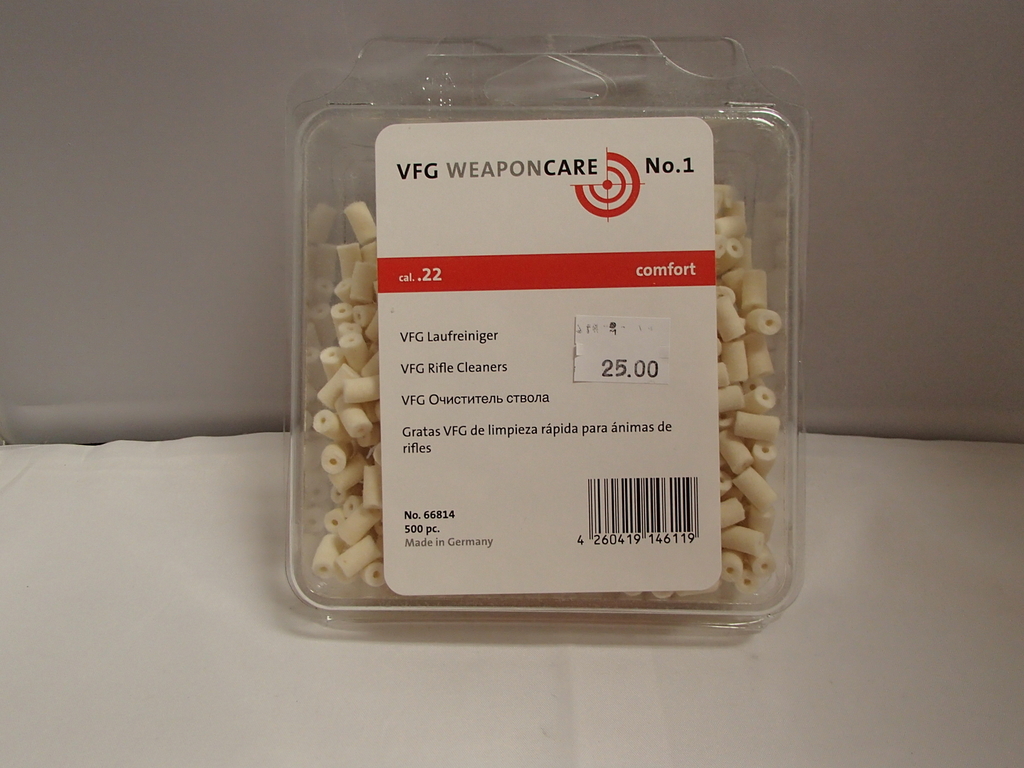 VFG WEAPONCARE No.1
cal. .22 comfort
VFG Laufreiniger
VFG Rifle Cleaners
25.00
VFG Очиститель ствола
Gratas VFG de limpieza rápida para ánimas de
rifles
No. 66814
500 pc.
Made in Germany
4 260419 146119